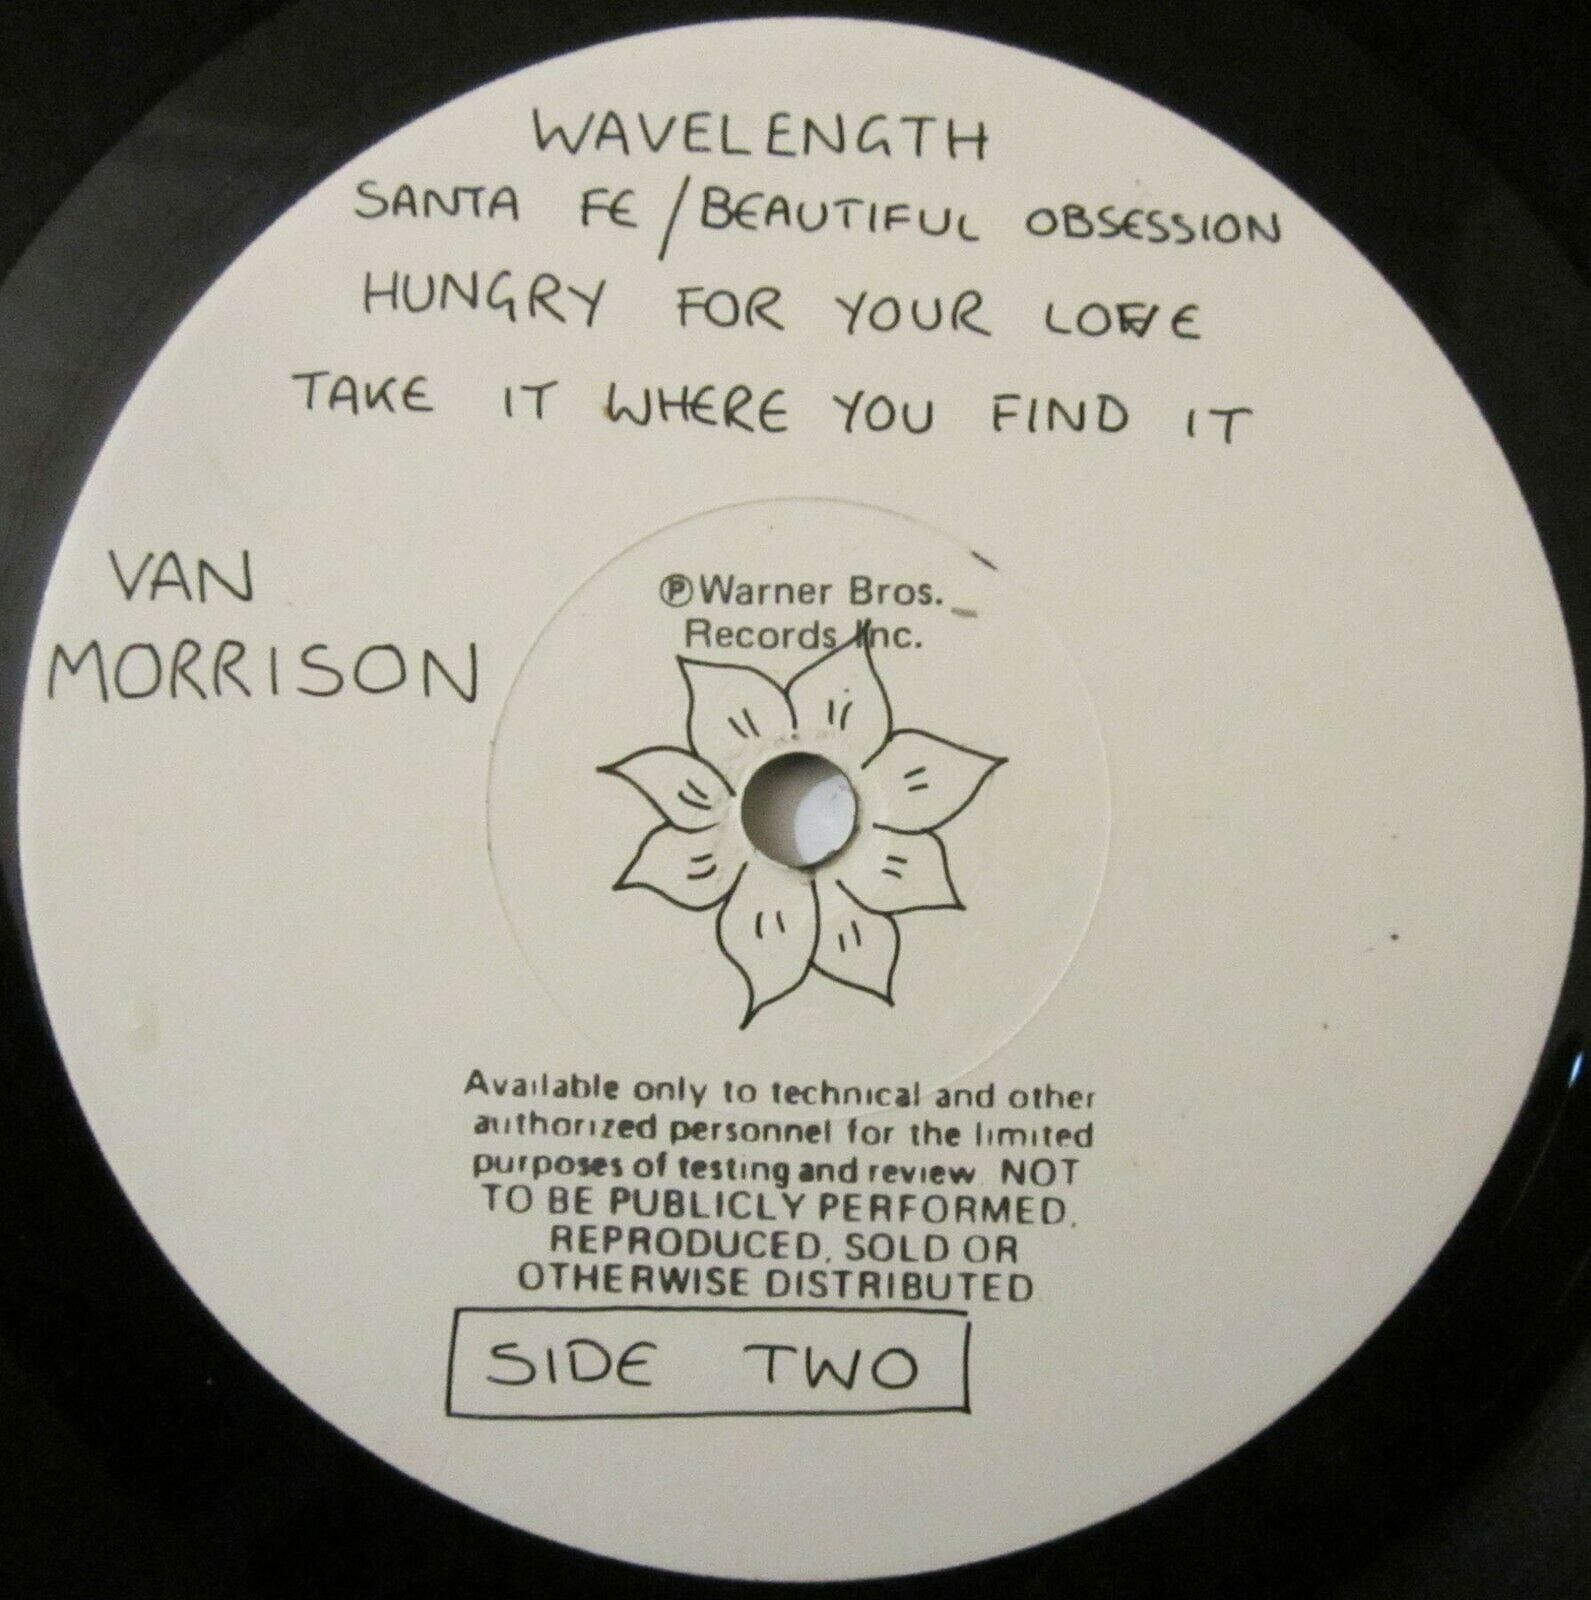 WAVELENGTH
SANTA FE / BEAUTIFUL OBSESSION
HUNGRY FOR YOUR LOVE
TAKE IT WHERE YOU FIND IT
VAN
MORRISON
℗ Warner Bros.
Records Inc.
Available only to technical and other
authorized personnel for the limited
purposes of testing and review. NOT
TO BE PUBLICLY PERFORMED,
REPRODUCED, SOLD OR
OTHERWISE DISTRIBUTED
SIDE TWO